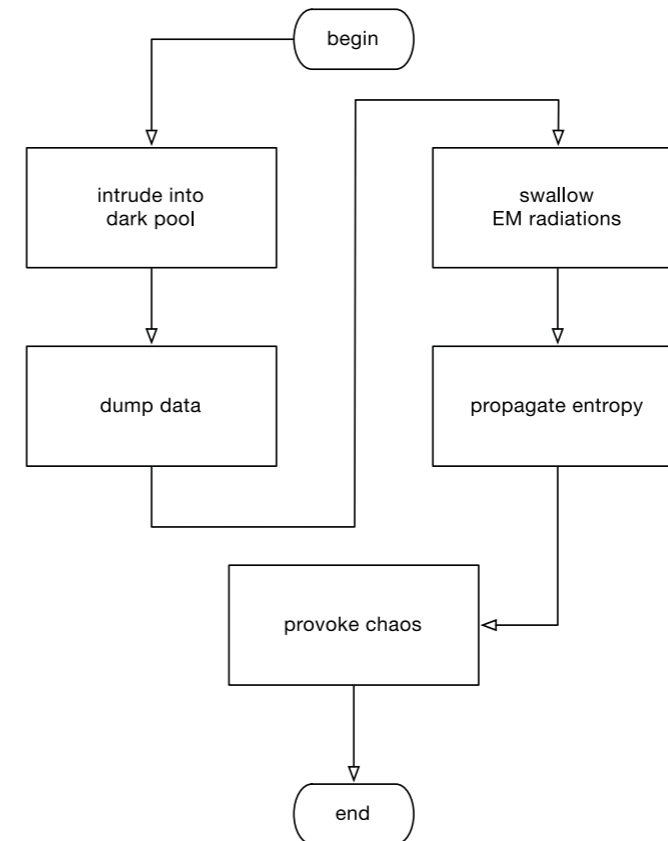 begin
intrude into
dark pool
dump data
swallow
EM radiations
propagate entropy
provoke chaos
end